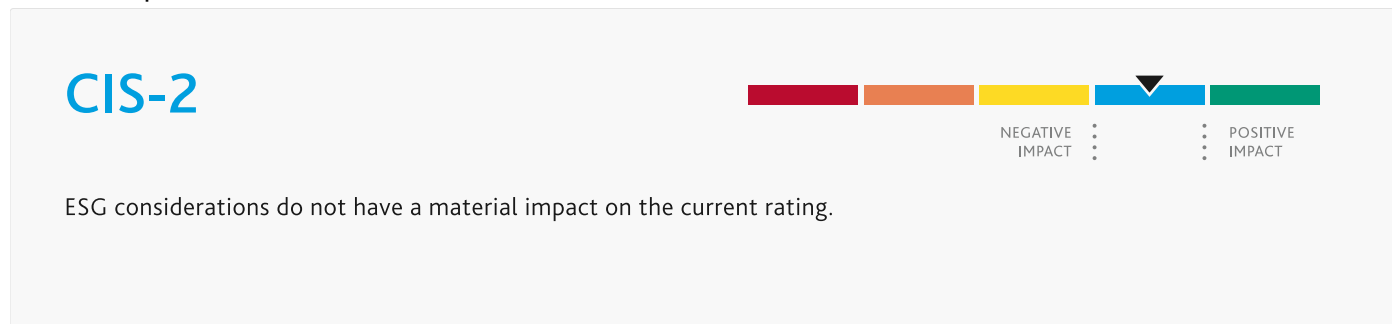 CIS-2
NEGATIVE
IMPACT
POSITIVE
IMPACT
ESG considerations do not have a material impact on the current rating.